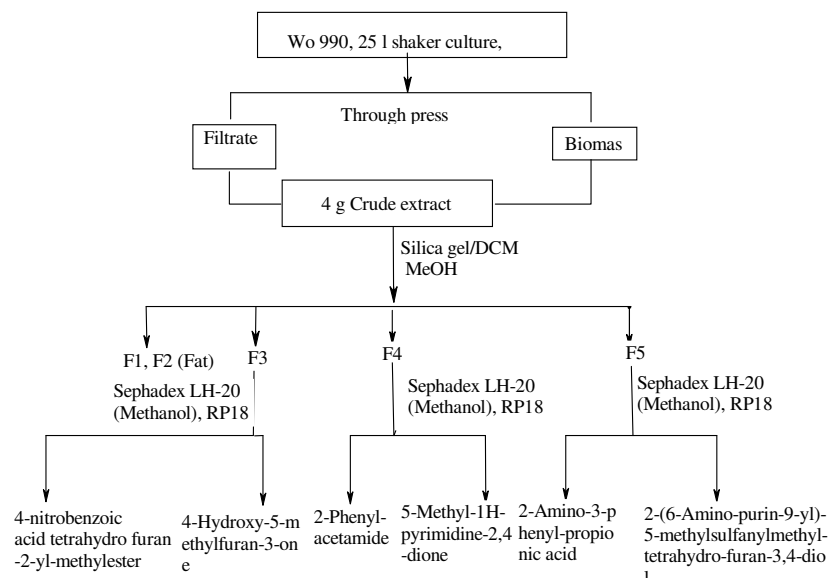 Wo 990, 25 l shaker culture,
Through press
Filtrate
Biomas
4 g Crude extract
Silica gel/DCM
MeOH
F1, F2 (Fat)
F3
F4
F5
Sephadex LH-20
(Methanol), RP18
Sephadex LH-20
(Methanol), RP18
Sephadex LH-20
(Methanol), RP18
4-nitrobenzoic
acid tetrahydro furan
-2-yl-methylester
4-Hydroxy-5-m
ethylfuran-3-on
e
2-Phenyl-
acetamide
5-Methyl-1H-
pyrimidine-2,4
-dione
2-Amino-3-p
henyl-propio
nic acid
2-(6-Amino-purin-9-yl)-
5-methylsulfanylmethyl-
tetrahydro-furan-3,4-dio
l